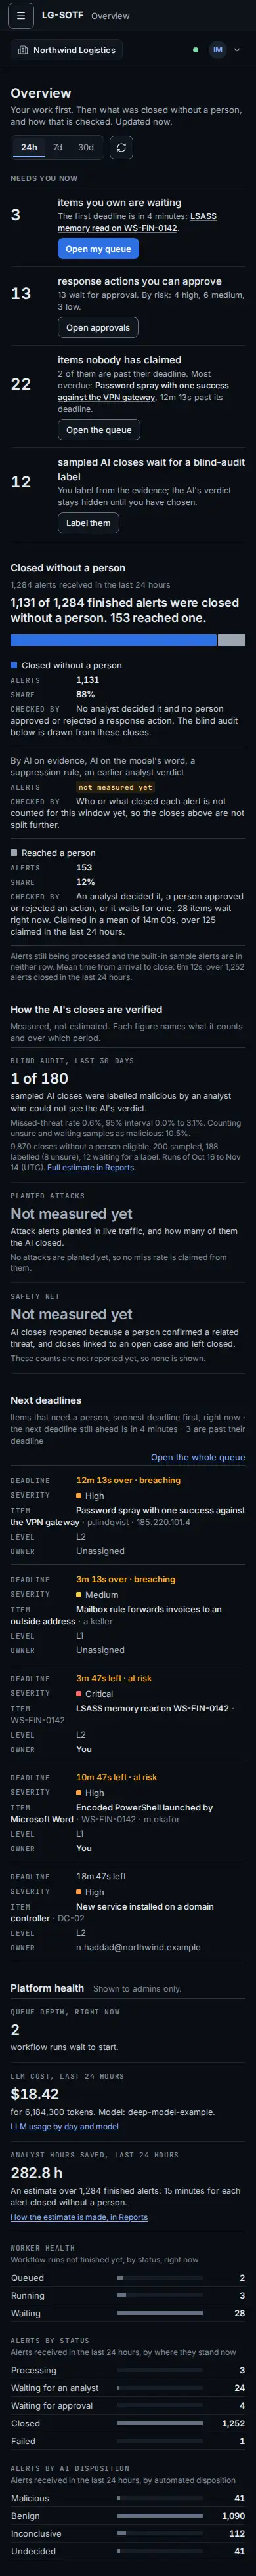 LG-SOTF Overview
Northwind Logistics IM
Overview
Your work first. Then what was closed without a person,
and how that is checked. Updated now.
24h 7d 30d
NEEDS YOU NOW
3
items you own are waiting
The first deadline is in 4 minutes: LSASS
memory read on WS-FIN-0142.
Open my queue
13
response actions you can approve
13 wait for approval. By risk: 4 high, 6 medium,
3 low.
Open approvals
22
items nobody has claimed
2 of them are past their deadline. Most
overdue: Password spray with one success
against the VPN gateway, 12m 13s past its
deadline.
Open the queue
12
sampled AI closes wait for a blind-audit
label
You label from the evidence; the AI's verdict
stays hidden until you have chosen.
Label them
Closed without a person
1,284 alerts received in the last 24 hours
1,131 of 1,284 finished alerts were closed
without a person. 153 reached one.
Closed without a person
ALERTS 1,131
SHARE 88%
CHECKED BY No analyst decided it and no person
approved or rejected a response action. The blind audit
below is drawn from these closes.
By AI on evidence, AI on the model's word, a
suppression rule, an earlier analyst verdict
ALERTS not measured yet
CHECKED BY Who or what closed each alert is not
counted for this window yet, so the closes above are not
split further.
Reached a person
ALERTS 153
SHARE 12%
CHECKED BY An analyst decided it, a person approved
or rejected an action, or it waits for one. 28 items wait
right now. Claimed in a mean of 14m 00s, over 125
claimed in the last 24 hours.
Alerts still being processed and the built-in sample alerts are in
neither row. Mean time from arrival to close: 6m 12s, over 1,252
alerts closed in the last 24 hours.
How the AI's closes are verified
Measured, not estimated. Each figure names what it counts
and over which period.
BLIND AUDIT, LAST 30 DAYS
1 of 180
sampled AI closes were labelled malicious by an analyst
who could not see the AI's verdict.
Missed-threat rate 0.6%, 95% interval 0.0% to 3.1%. Counting
unsure and waiting samples as malicious: 10.5%.
9,870 closes without a person eligible, 200 sampled, 188
labelled (8 unsure), 12 waiting for a label. Runs of Oct 16 to Nov
14 (UTC). Full estimate in Reports.
PLANTED ATTACKS
Not measured yet
Attack alerts planted in live traffic, and how many of them
the AI closed.
No attacks are planted yet, so no miss rate is claimed from
them.
SAFETY NET
Not measured yet
AI closes reopened because a person confirmed a related
threat, and closes linked to an open case and left closed.
These counts are not reported yet, so none is shown.
Next deadlines
Items that need a person, soonest deadline first, right now ·
the next deadline still ahead is in 4 minutes · 3 are past their
deadline
Open the whole queue
DEADLINE 12m 13s over · breaching
SEVERITY High
ITEM Password spray with one success against
the VPN gateway · p.lindqvist · 185.220.101.4
LEVEL L2
OWNER Unassigned
DEADLINE 3m 13s over · breaching
SEVERITY Medium
ITEM Mailbox rule forwards invoices to an
outside address · a.keller
LEVEL L1
OWNER Unassigned
DEADLINE 3m 47s left · at risk
SEVERITY Critical
ITEM LSASS memory read on WS-FIN-0142 ·
WS-FIN-0142
LEVEL L2
OWNER You
DEADLINE 10m 47s left · at risk
SEVERITY High
ITEM Encoded PowerShell launched by
Microsoft Word · WS-FIN-0142 · m.okafor
LEVEL L1
OWNER You
DEADLINE 18m 47s left
SEVERITY High
ITEM New service installed on a domain
controller · DC-02
LEVEL L2
OWNER n.haddad@northwind.example
Platform health Shown to admins only.
QUEUE DEPTH, RIGHT NOW
2
workflow runs wait to start.
LLM COST, LAST 24 HOURS
$18.42
for 6,184,300 tokens. Model: deep-model-example.
LLM usage by day and model
ANALYST HOURS SAVED, LAST 24 HOURS
282.8 h
An estimate over 1,284 finished alerts: 15 minutes for each
alert closed without a person.
How the estimate is made, in Reports
WORKER HEALTH
Workflow runs not finished yet, by status, right now
Queued 2
Running 3
Waiting 28
ALERTS BY STATUS
Alerts received in the last 24 hours, by where they stand now
Processing 3
Waiting for an analyst 24
Waiting for approval 4
Closed 1,252
Failed 1
ALERTS BY AI DISPOSITION
Alerts received in the last 24 hours, by automated disposition
Malicious 41
Benign 1,090
Inconclusive 112
Undecided 41